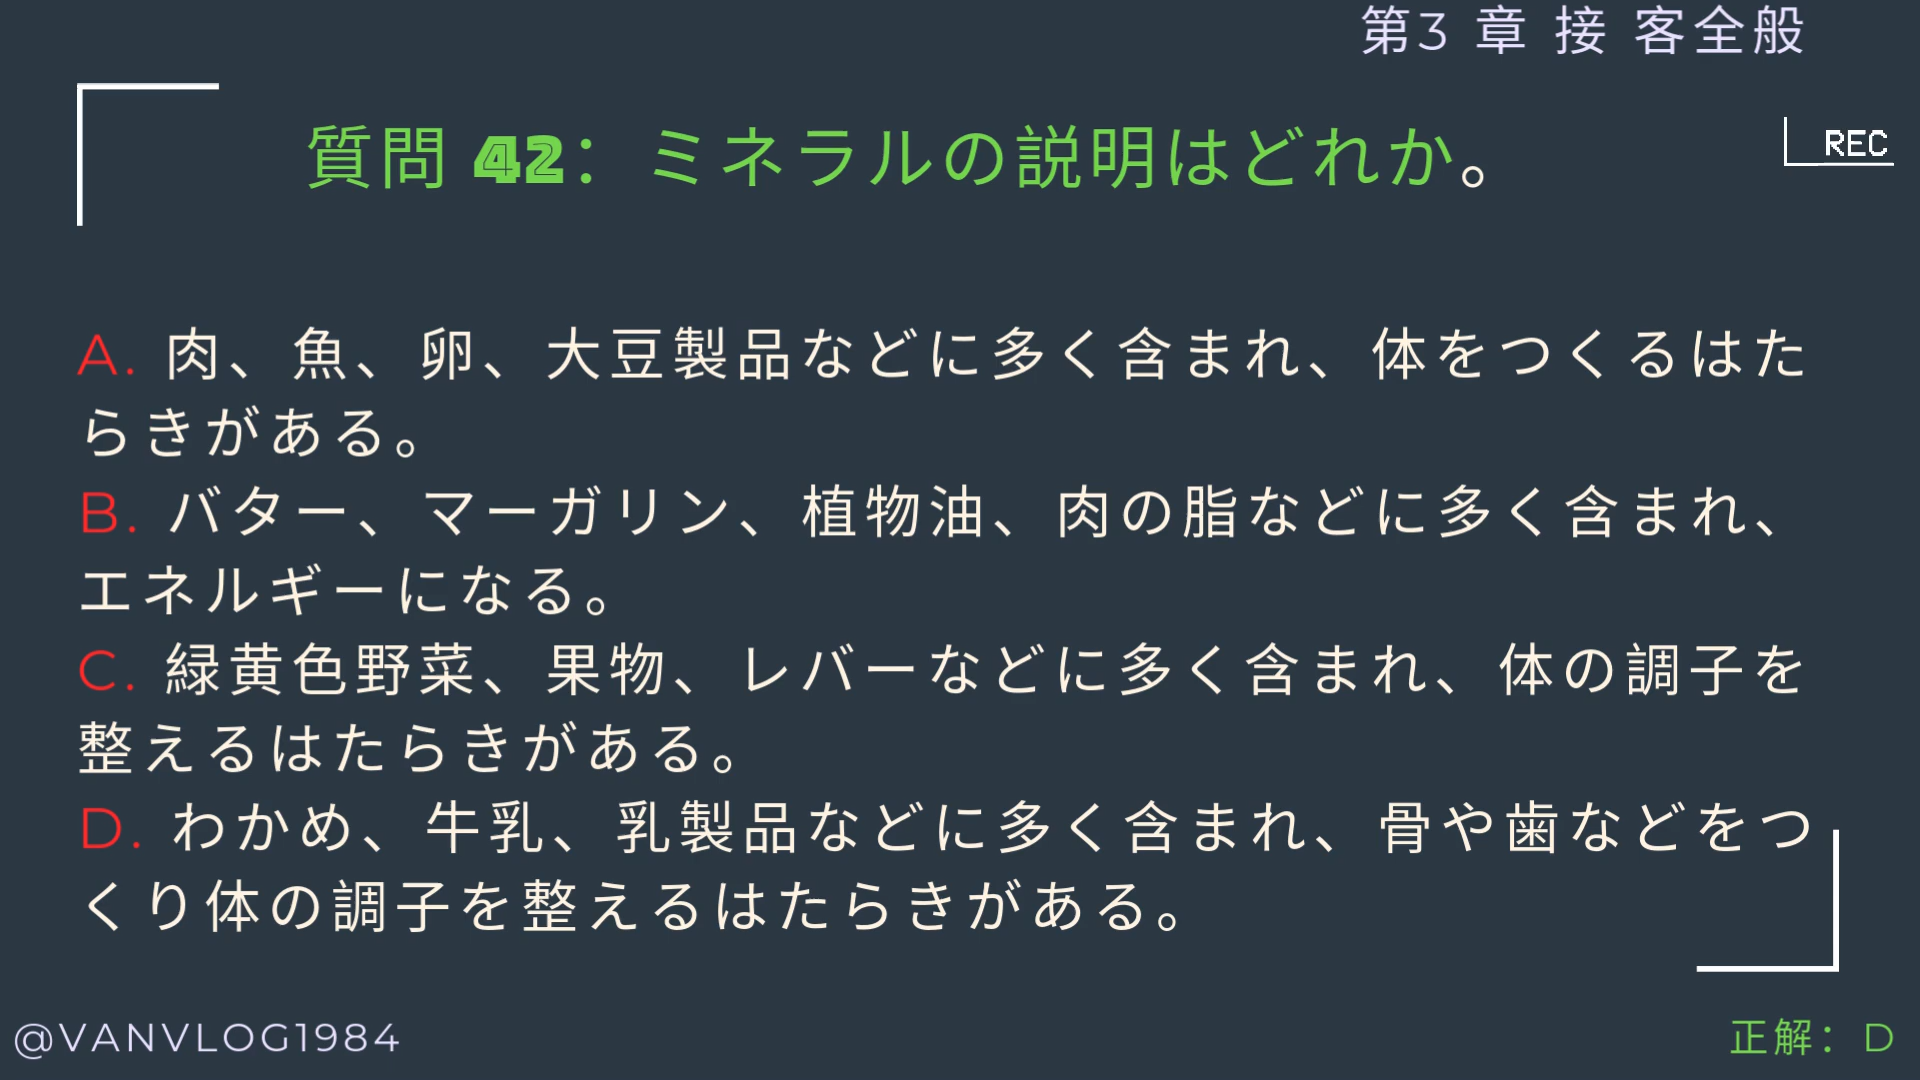 第3 章 接 客全般
質問 42：ミネラルの説明はどれか。
REC
A. 肉、魚、卵、大豆製品などに多く含まれ、体をつくるはた
らきがある。
B. バター、マーガリン、植物油、肉の脂などに多く含まれ、
エネルギーになる。
C. 緑黄色野菜、果物、レバーなどに多く含まれ、体の調子を
整えるはたらきがある。
D. わかめ、牛乳、乳製品などに多く含まれ、骨や歯などをつ
くり体の調子を整えるはたらきがある。
@VANVLOG1984
正解：D